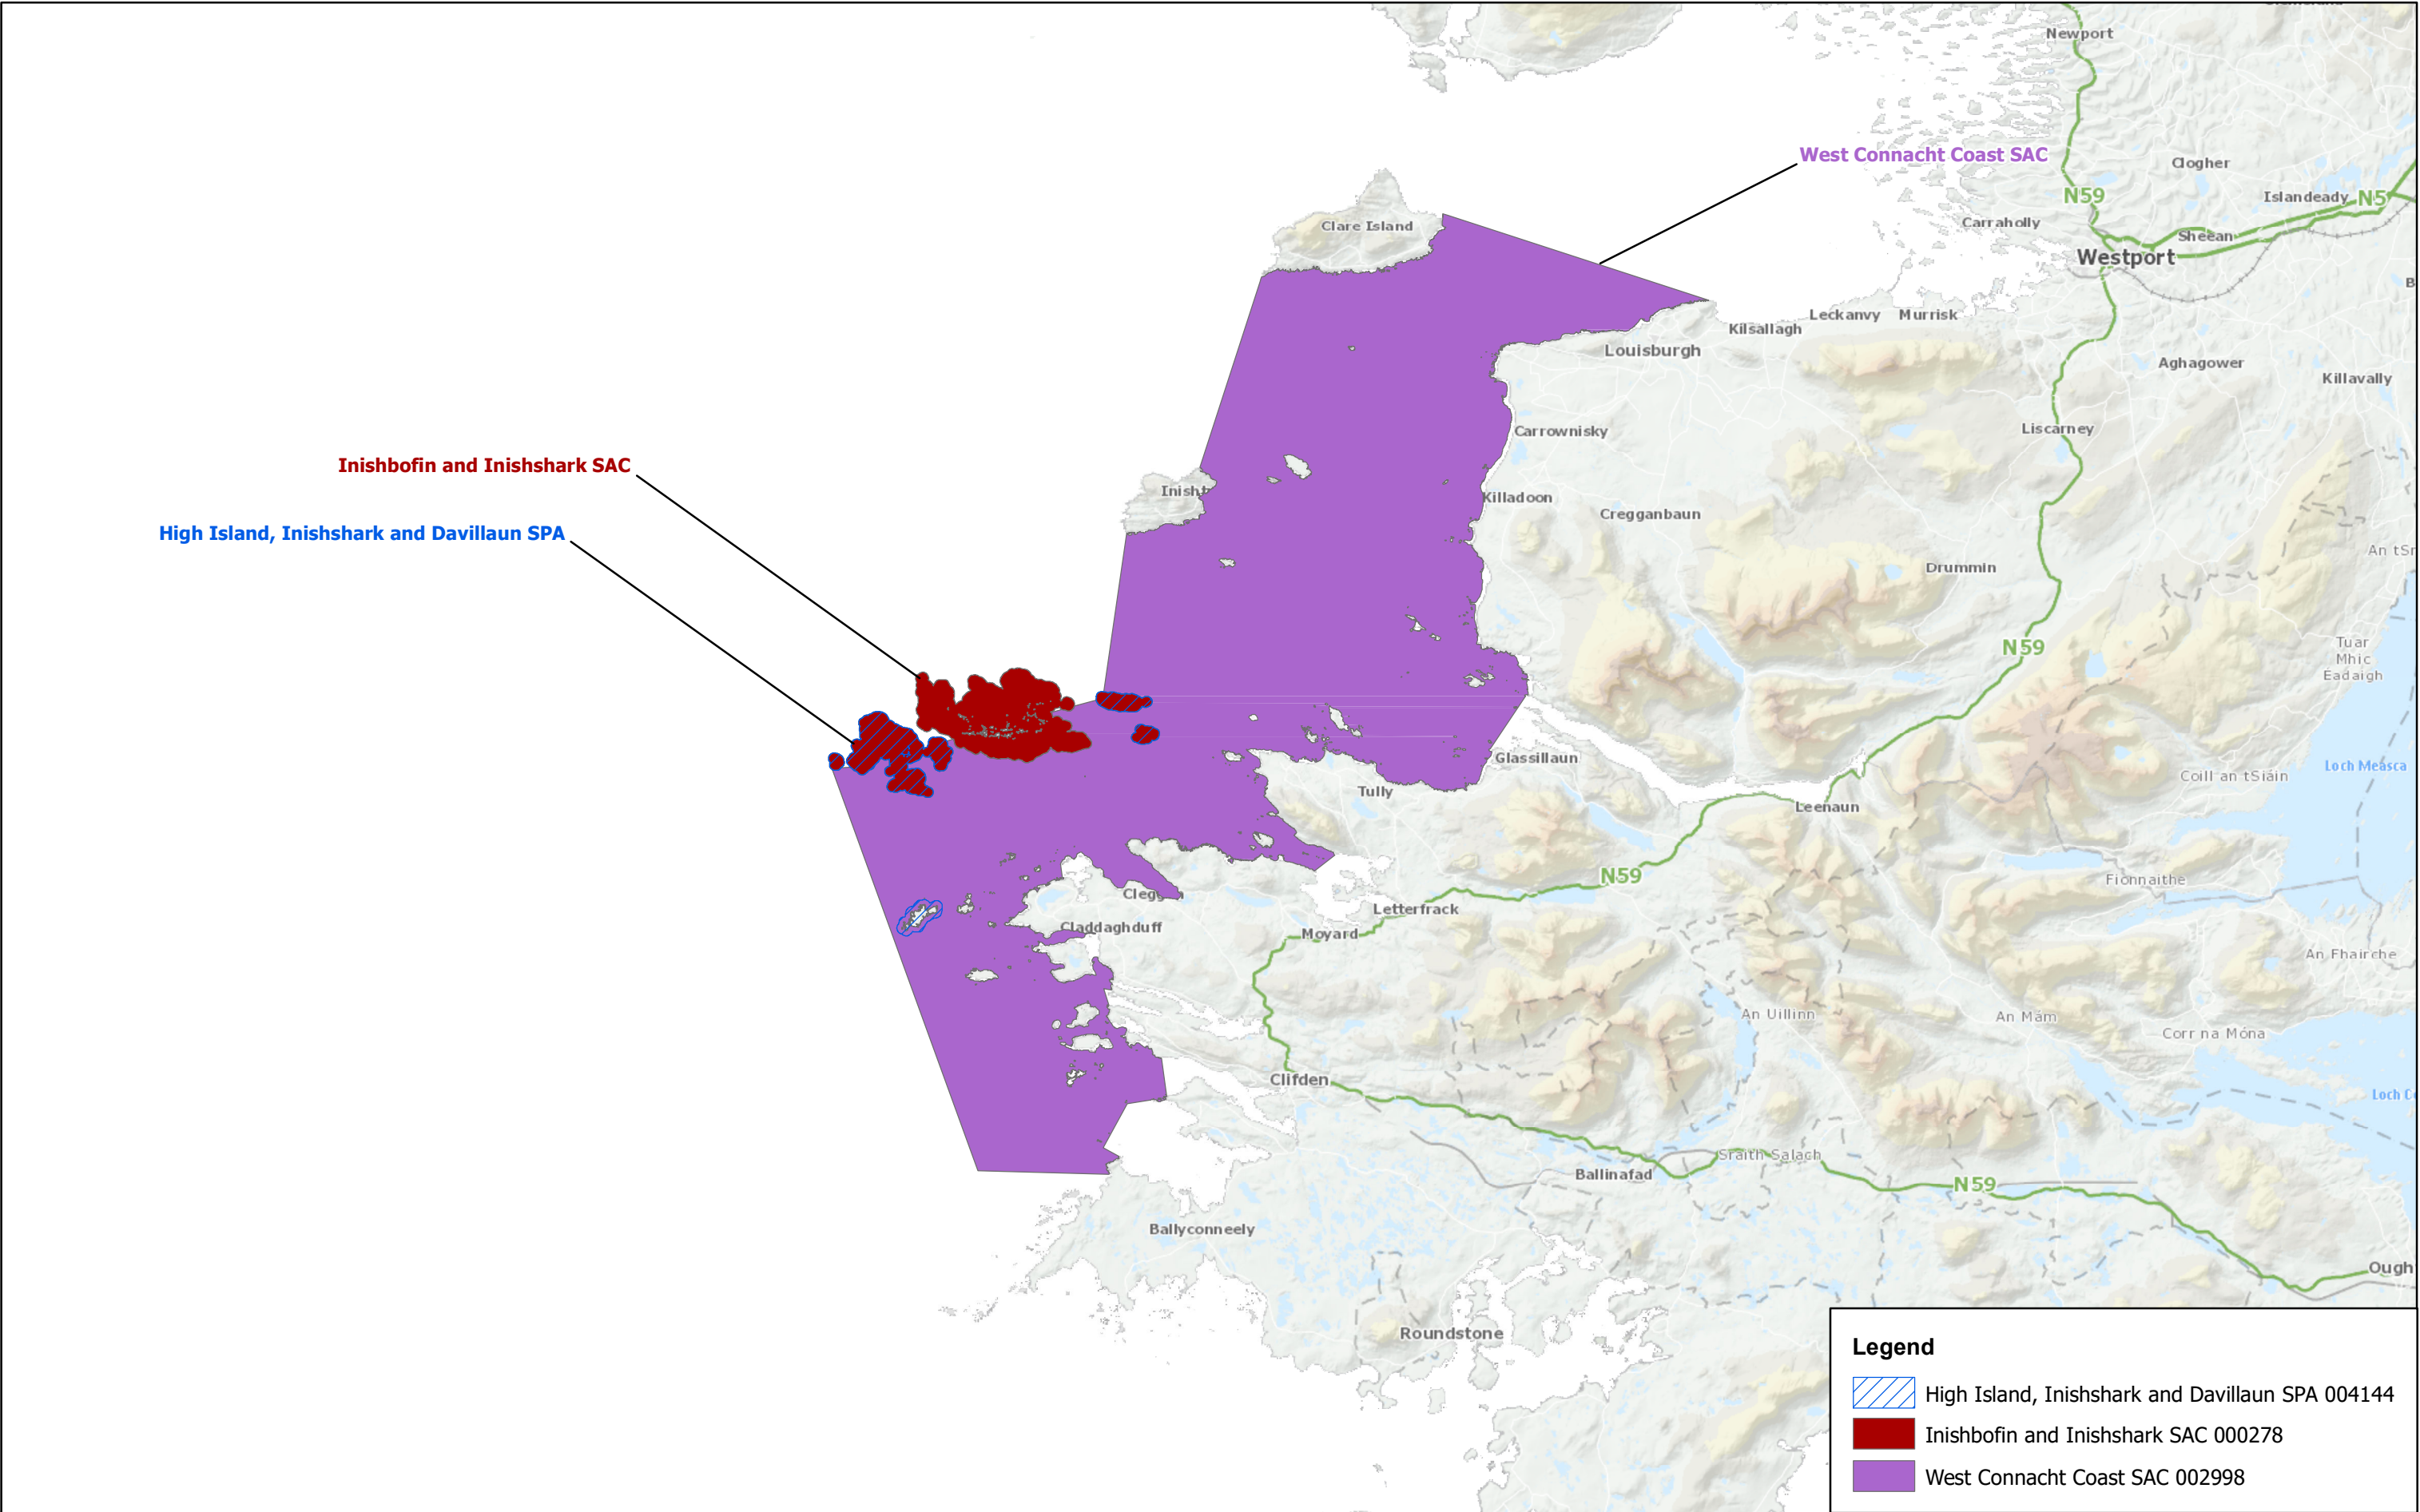 Newport
West Connacht Coast SAC
Clogher
N59
Islandeady
N5
Carraholly
Clare Island
Sheean
Westport
Leckanvy
Murrisk
Kilsallagh
Louisburgh
Aghagower
Killavally
Carrownisky
Liscarney
Inishbofin and Inishshark SAC
Killadoon
Cregganbaun
High Island, Inishshark and Davillaun SPA
Drummin
N59
Tuar
Mhic
Éadaigh
Glassillaun
Loch Measca
Coill an tSiáin
Tully
Leenaun
N59
Fionnaithe
Letterfrack
Claddaghduff
Moyard
An Fhairche
An Uillinn
An Mám
Corr na Móna
Clifden
Sraith Salach
Ballinafad
N59
Ballyconneely
Roundstone
Legend
High Island, Inishshark and Davillaun SPA 004144
Inishbofin and Inishshark SAC 000278
West Connacht Coast SAC 002998